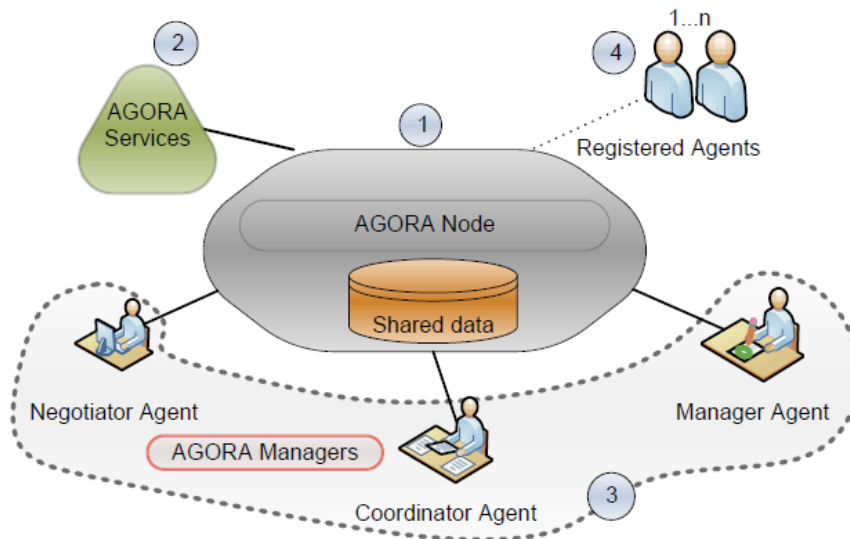 1...n
2
4
AGORA
Services
1
Registered Agents
AGORA Node
Shared data
Negotiator Agent
Manager Agent
AGORA Managers
Coordinator Agent
3